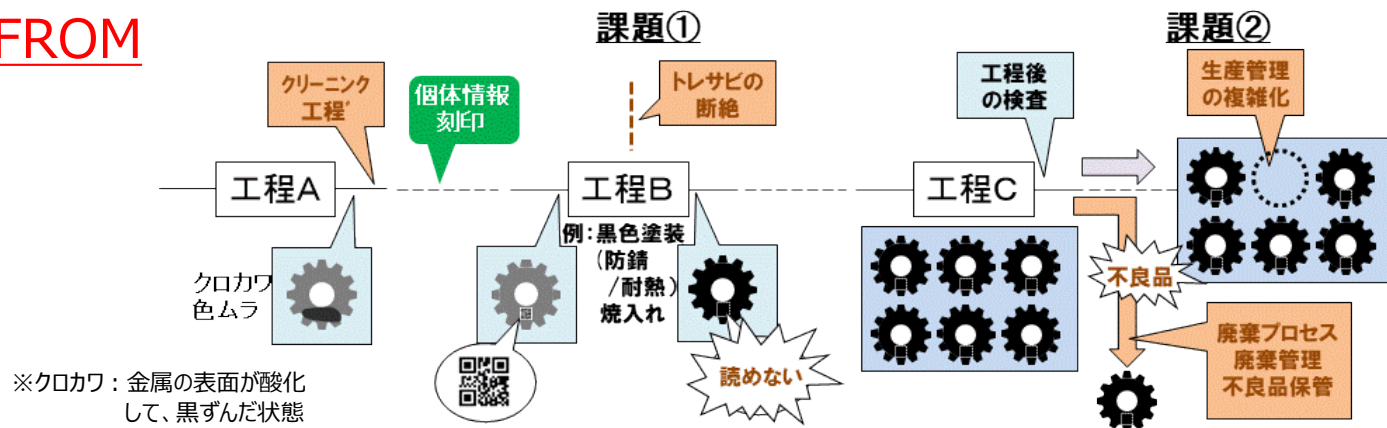 FROM
課題①
課題②
クリーニング
工程゛
個体情報
刻印
トレサビの
断絶
工程後
の検査
生産管理
の複雑化
工程A
工程B
工程C
例：黒色塗装
（防錆
／耐熱）
焼入れ
クロカワ
色ムラ
読めない
不良品
廃棄プロセス
廃棄管理
不良品保管
※クロカワ：金属の表面が酸化
して、黒ずんだ状態